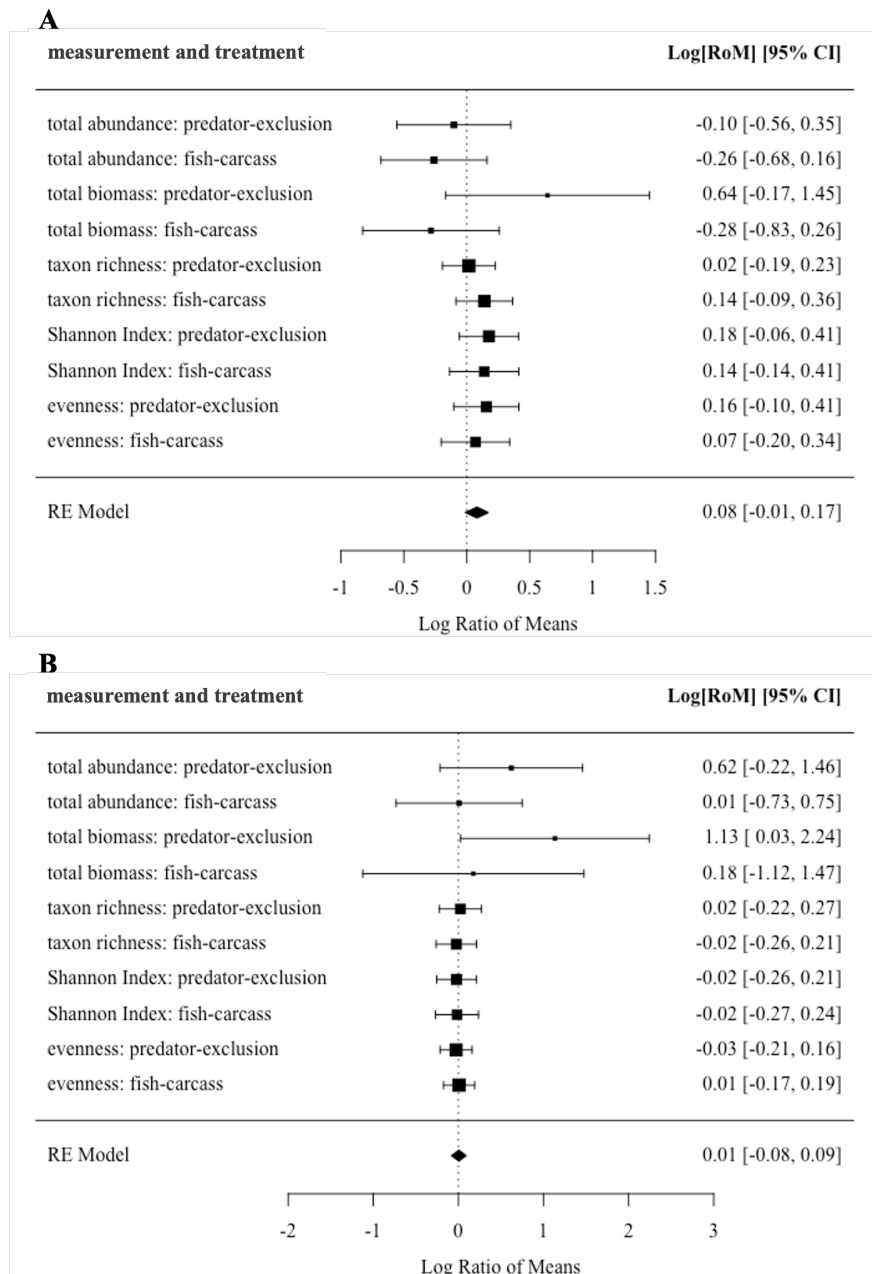 A
measurement and treatment Log[RoM] [95% CI]
total abundance: predator-exclusion -0.10 [-0.56, 0.35]
total abundance: fish-carcass -0.26 [-0.68, 0.16]
total biomass: predator-exclusion 0.64 [-0.17, 1.45]
total biomass: fish-carcass -0.28 [-0.83, 0.26]
taxon richness: predator-exclusion 0.02 [-0.19, 0.23]
taxon richness: fish-carcass 0.14 [-0.09, 0.36]
Shannon Index: predator-exclusion 0.18 [-0.06, 0.41]
Shannon Index: fish-carcass 0.14 [-0.14, 0.41]
evenness: predator-exclusion 0.16 [-0.10, 0.41]
evenness: fish-carcass 0.07 [-0.20, 0.34]
RE Model 0.08 [-0.01, 0.17]
-1 -0.5 0 0.5 1 1.5
Log Ratio of Means
B
measurement and treatment Log[RoM] [95% CI]
total abundance: predator-exclusion 0.62 [-0.22, 1.46]
total abundance: fish-carcass 0.01 [-0.73, 0.75]
total biomass: predator-exclusion 1.13 [ 0.03, 2.24]
total biomass: fish-carcass 0.18 [-1.12, 1.47]
taxon richness: predator-exclusion 0.02 [-0.22, 0.27]
taxon richness: fish-carcass -0.02 [-0.26, 0.21]
Shannon Index: predator-exclusion -0.02 [-0.26, 0.21]
Shannon Index: fish-carcass -0.02 [-0.27, 0.24]
evenness: predator-exclusion -0.03 [-0.21, 0.16]
evenness: fish-carcass 0.01 [-0.17, 0.19]
RE Model 0.01 [-0.08, 0.09]
-2 -1 0 1 2 3
Log Ratio of Means